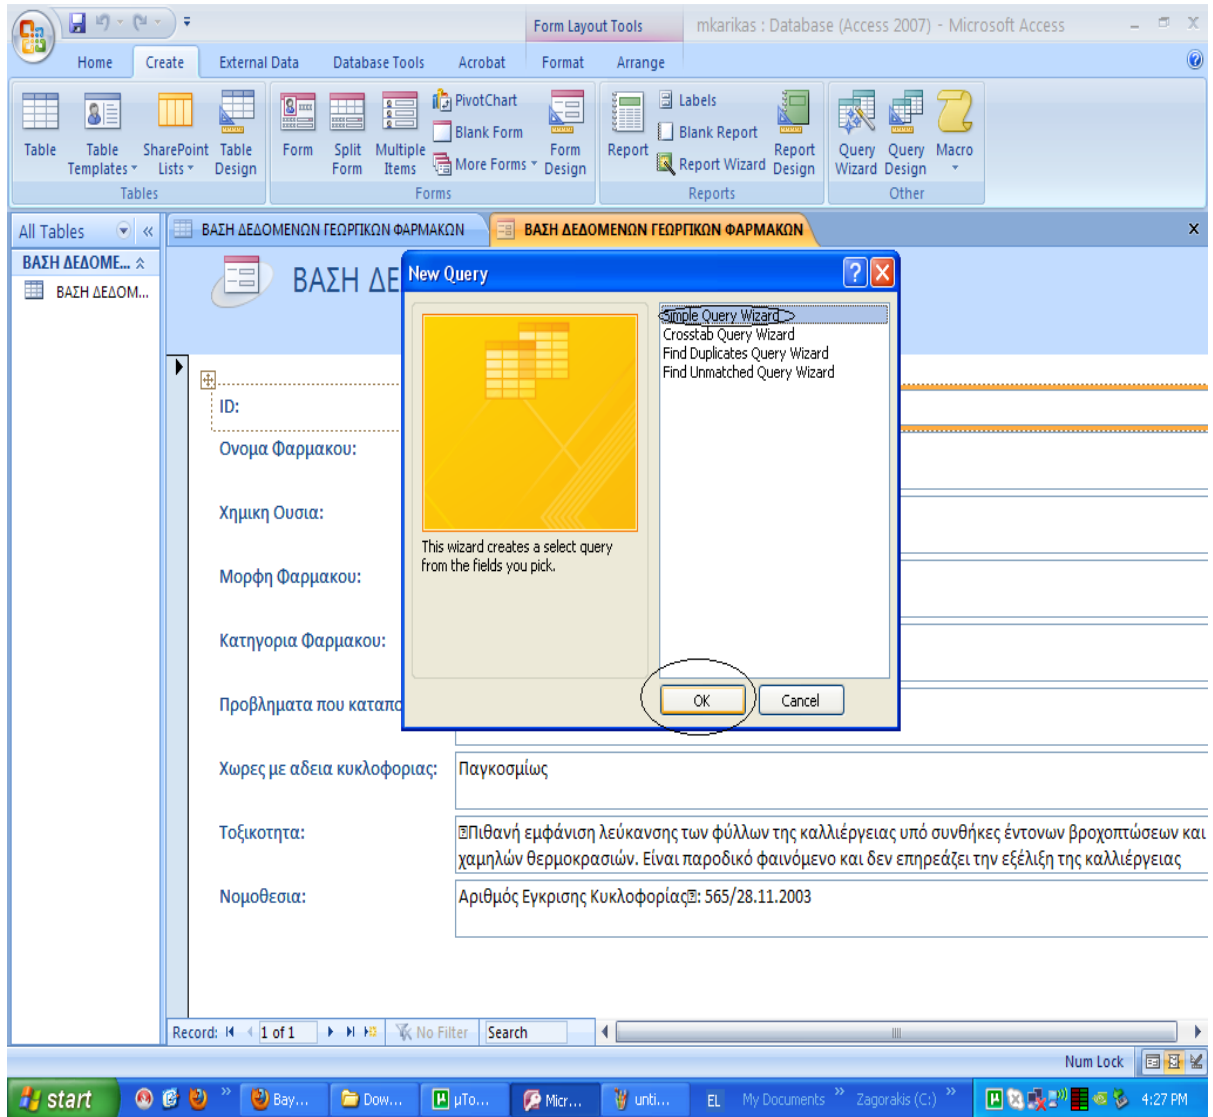 Form Layout Tools
mkarikas : Database (Access 2007) - Microsoft Access
Home Create External Data Database Tools Acrobat Format Arrange
Table
Table Templates
SharePoint Lists
Table Design
Tables
Form
Split Form
Multiple Items
PivotChart
Blank Form
More Forms
Form Design
Forms
Report
Labels
Blank Report
Report Wizard
Report Design
Reports
Query Wizard
Query Design
Macro
Other
All Tables
ΒΑΣΗ ΔΕΔΟΜΕΝΩΝ ΓΕΩΡΓΙΚΩΝ ΦΑΡΜΑΚΩΝ
ΒΑΣΗ ΔΕΔΟΜΕΝΩΝ ΓΕΩΡΓΙΚΩΝ ΦΑΡΜΑΚΩΝ
ΒΑΣΗ ΔΕΔΟΜΕ...
ΒΑΣΗ ΔΕΔΟΜ...
ΒΑΣΗ ΔΕ
New Query
Simple Query Wizard
Crosstab Query Wizard
Find Duplicates Query Wizard
Find Unmatched Query Wizard
This wizard creates a select query
from the fields you pick.
OK Cancel
ID:
Ονομα Φαρμακου:
Χημικη Ουσια:
Μορφη Φαρμακου:
Κατηγορια Φαρμακου:
Προβληματα που καταπο
Χωρες με αδεια κυκλοφοριας: Παγκοσμίως
Τοξικοτητα: Πιθανή εμφάνιση λεύκανσης των φύλλων της καλλιέργειας υπό συνθήκες έντονων βροχοπτώσεων και
χαμηλών θερμοκρασιών. Είναι παροδικό φαινόμενο και δεν επηρεάζει την εξέλιξη της καλλιέργειας
Νομοθεσια: Αριθμός Εγκρισης Κυκλοφορίας: 565/28.11.2003
Record: 1 of 1 No Filter Search
Num Lock
start Bay... Dow... μTo... Micr... unti... EL My Documents Zagorakis (C:) 4:27 PM